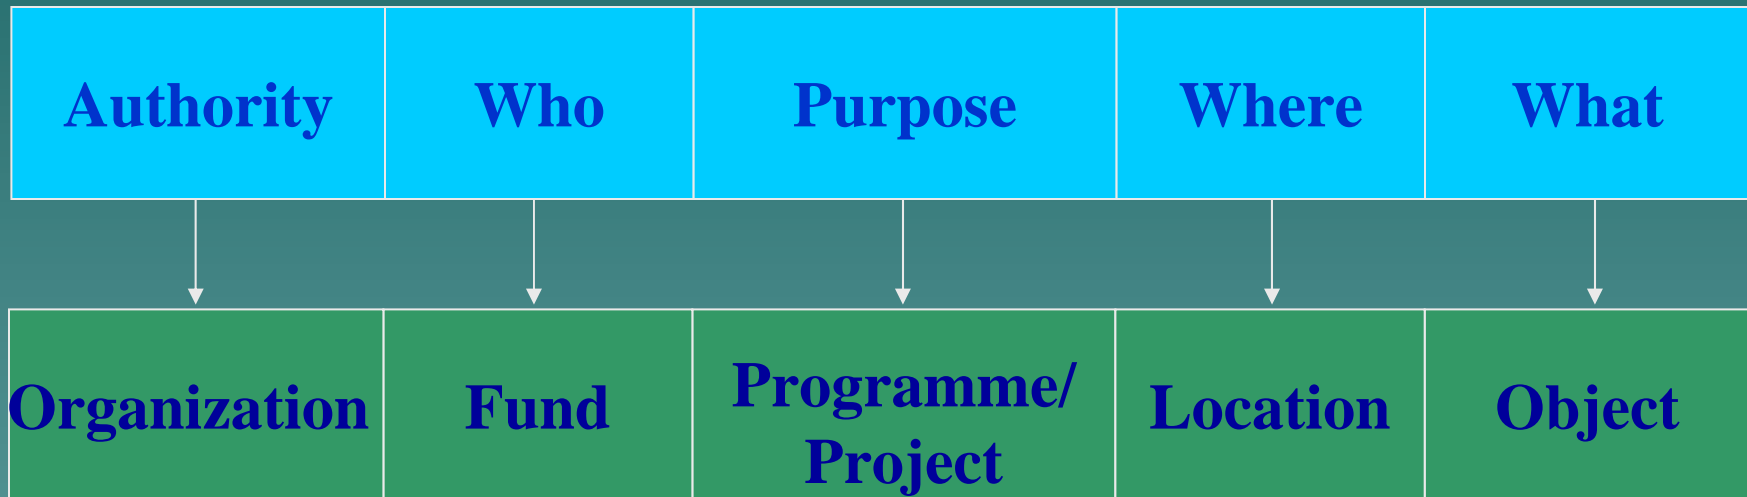 Authority Who Purpose Where What
Organization Fund Programme/ Location Object
Project